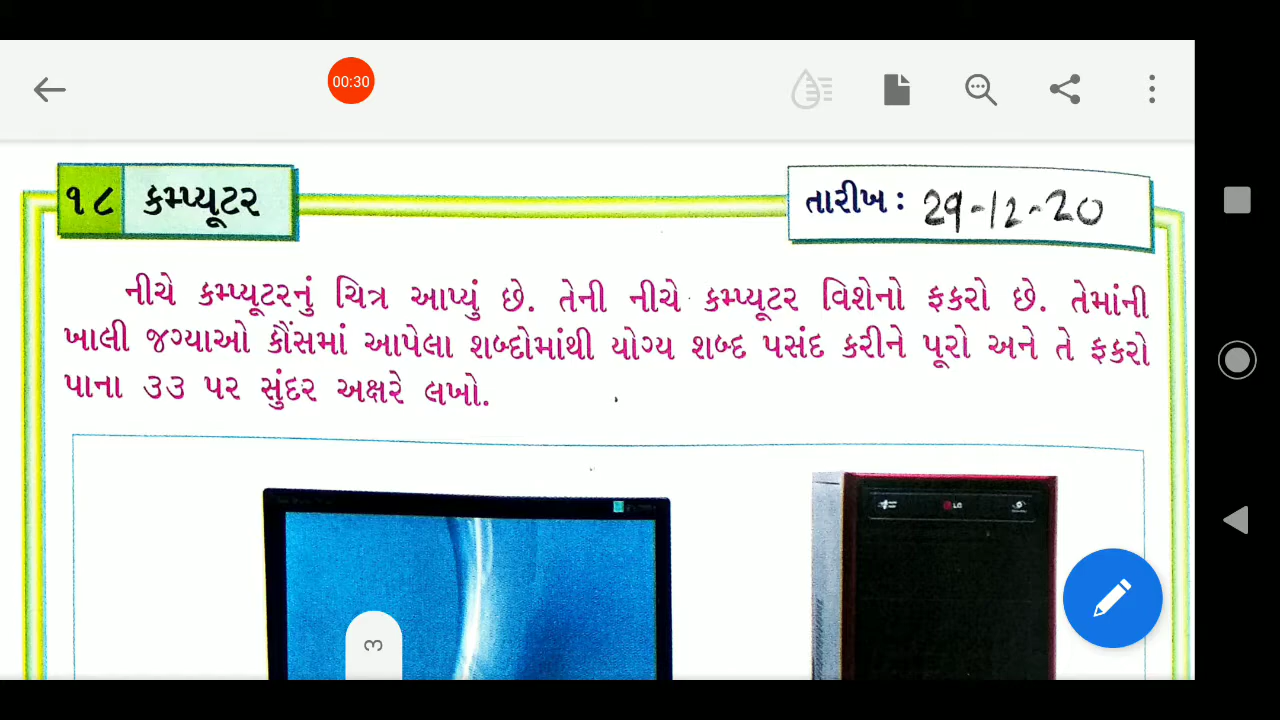 00:30
૧૮ કમ્પ્યૂટર
તારીખ: 29-12-20
નીચે કમ્પ્યૂટરનું ચિત્ર આપ્યું છે. તેની નીચે કમ્પ્યૂટર વિશેનો ફકરો છે. તેમાંની
ખાલી જગ્યાઓ કૌંસમાં આપેલા શબ્દોમાંથી યોગ્ય શબ્દ પસંદ કરીને પૂરો અને તે ફકરો
પાના ૩૩ પર સુંદર અક્ષરે લખો.
LG
3